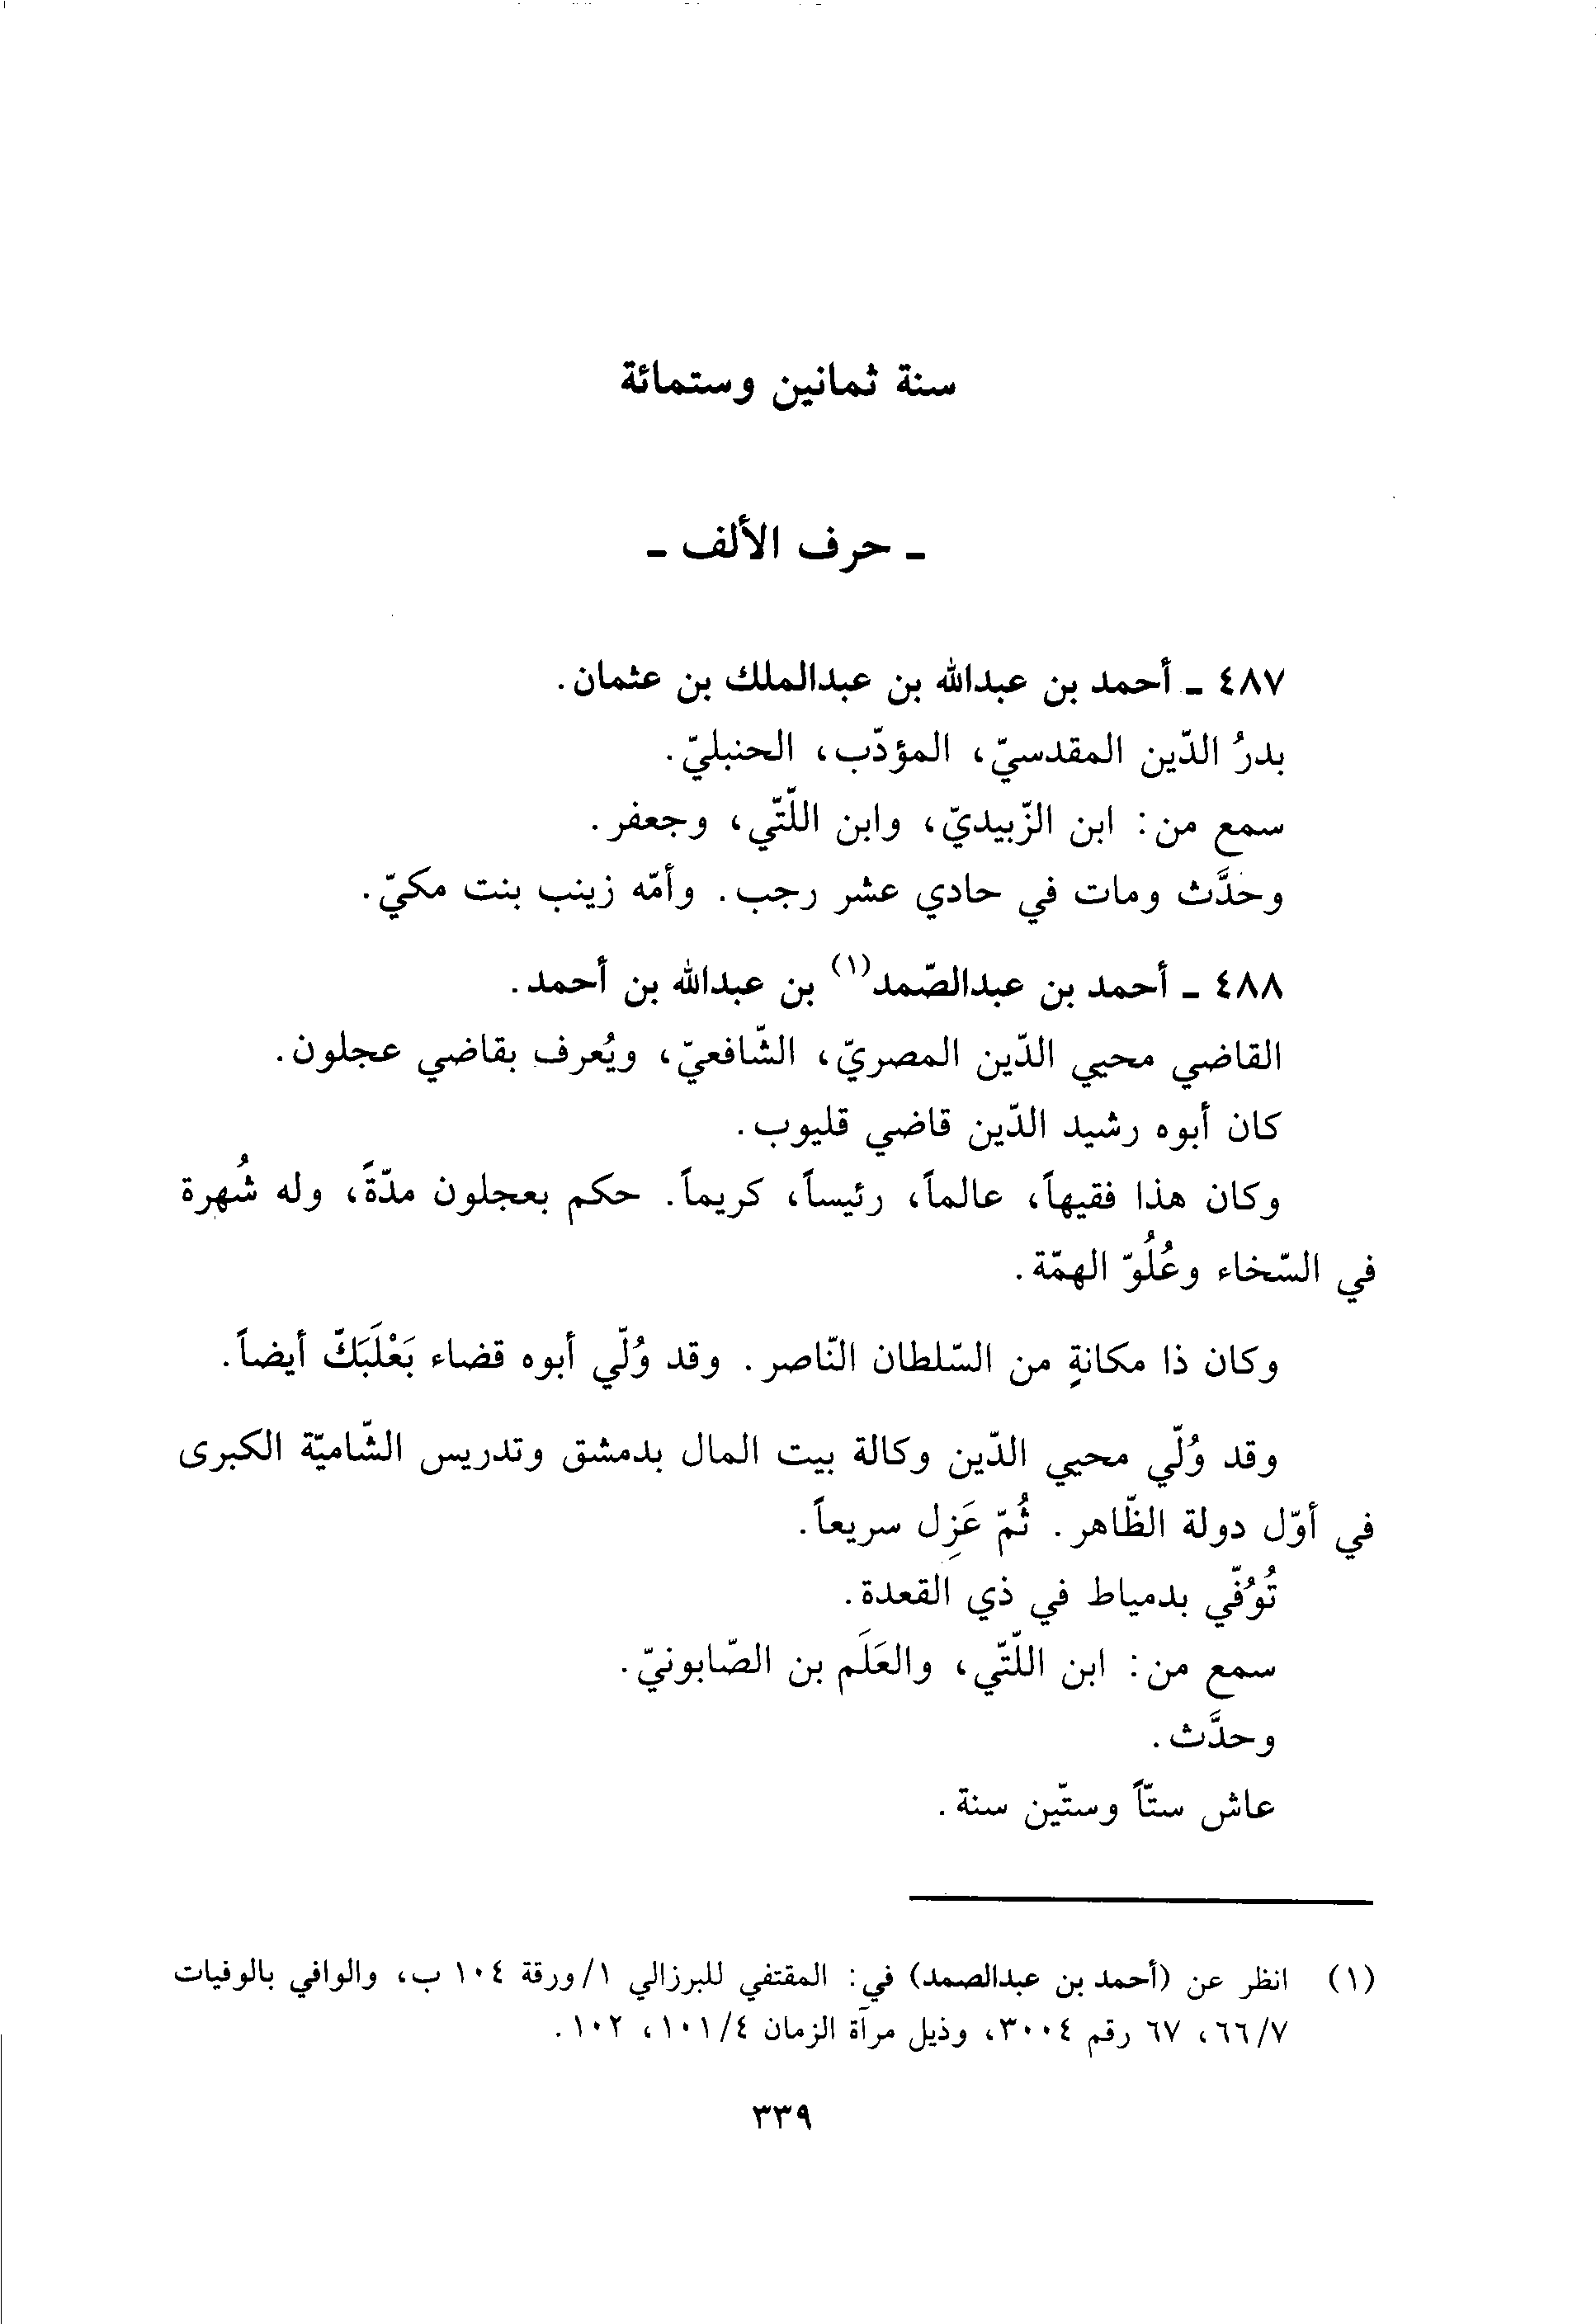 سنة ثمانين وستمائة
ـ حرف الألف ـ
٤٨٧ ـ أحمد بن عبدالله بن عبدالملك بن عثمان.
بدرُ الدّين المقدسيّ، المؤدّب، الحنبليّ.
سمع من: ابن الزّبيديّ، وابن اللّتّي، وجعفر.
وحدَّث ومات في حادي عشر رجب. وأمّه زينب بنت مكيّ.
٤٨٨ ـ أحمد بن عبدالصّمد(١) بن عبدالله بن أحمد.
القاضي محيي الدّين المصريّ، الشّافعيّ، ويُعرف بقاضي عجلون.
كان أبوه رشيد الدّين قاضي قليوب.
وكان هذا فقيهاً، عالماً، رئيساً، كريماً. حكم بعجلون مدّةً، وله شُهرة
في السّخاء وعُلُوّ الهمّة.
وكان ذا مكانةٍ من السّلطان النّاصر. وقد وُلّي أبوه قضاء بَعْلَبَكّ أيضاً.
وقد وُلّي محيي الدّين وكالة بيت المال بدمشق وتدريس الشّاميّة الكبرى
في أوّل دولة الظّاهر. ثُمّ عَزِل سريعاً.
تُوُفّي بدمياط في ذي القعدة.
سمع من: ابن اللّتّي، والعَلَم بن الصّابونيّ.
وحدَّث.
عاش ستّاً وستّين سنة.
(١) انظر عن (أحمد بن عبدالصمد) في: المقتفي للبرزالي ١/ورقة ١٠٤ ب، والوافي بالوفيات
٧/٦٦، ٦٧ رقم ٣٠٠٤، وذيل مرآة الزمان ٤/١٠١، ١٠٢.
٣٣٩